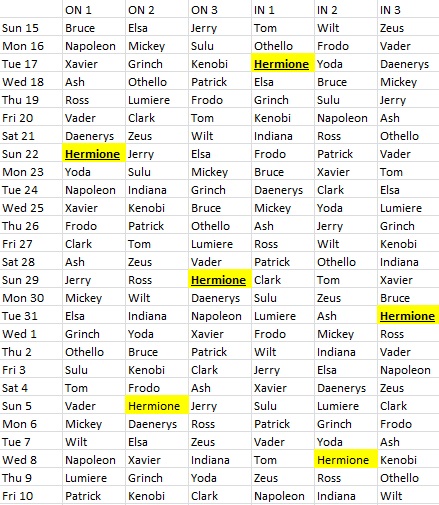 ON 1 ON 2 ON 3 IN 1 IN 2 IN 3
Sun 15 Bruce Elsa Jerry Tom Wilt Zeus
Mon 16 Napoleon Mickey Sulu Othello Frodo Vader
Tue 17 Xavier Grinch Kenobi Hermione Yoda Daenerys
Wed 18 Ash Othello Patrick Elsa Bruce Mickey
Thu 19 Ross Lumiere Frodo Grinch Sulu Jerry
Fri 20 Vader Clark Tom Kenobi Napoleon Ash
Sat 21 Daenerys Zeus Wilt Indiana Ross Othello
Sun 22 Hermione Jerry Elsa Frodo Patrick Vader
Mon 23 Yoda Sulu Mickey Bruce Xavier Tom
Tue 24 Napoleon Indiana Grinch Daenerys Clark Elsa
Wed 25 Xavier Kenobi Bruce Mickey Yoda Lumiere
Thu 26 Frodo Patrick Othello Ash Jerry Grinch
Fri 27 Clark Tom Lumiere Ross Wilt Kenobi
Sat 28 Ash Zeus Vader Patrick Othello Indiana
Sun 29 Jerry Ross Hermione Clark Tom Xavier
Mon 30 Mickey Wilt Daenerys Sulu Zeus Bruce
Tue 31 Elsa Indiana Napoleon Lumiere Ash Hermione
Wed 1 Grinch Yoda Xavier Frodo Mickey Ross
Thu 2 Othello Bruce Patrick Wilt Indiana Vader
Fri 3 Sulu Kenobi Clark Jerry Elsa Napoleon
Sat 4 Tom Frodo Ash Xavier Daenerys Zeus
Sun 5 Vader Hermione Jerry Sulu Lumiere Clark
Mon 6 Mickey Daenerys Ross Patrick Grinch Frodo
Tue 7 Wilt Elsa Zeus Vader Yoda Ash
Wed 8 Napoleon Xavier Indiana Tom Hermione Kenobi
Thu 9 Lumiere Grinch Yoda Zeus Ross Othello
Fri 10 Patrick Kenobi Clark Napoleon Indiana Wilt